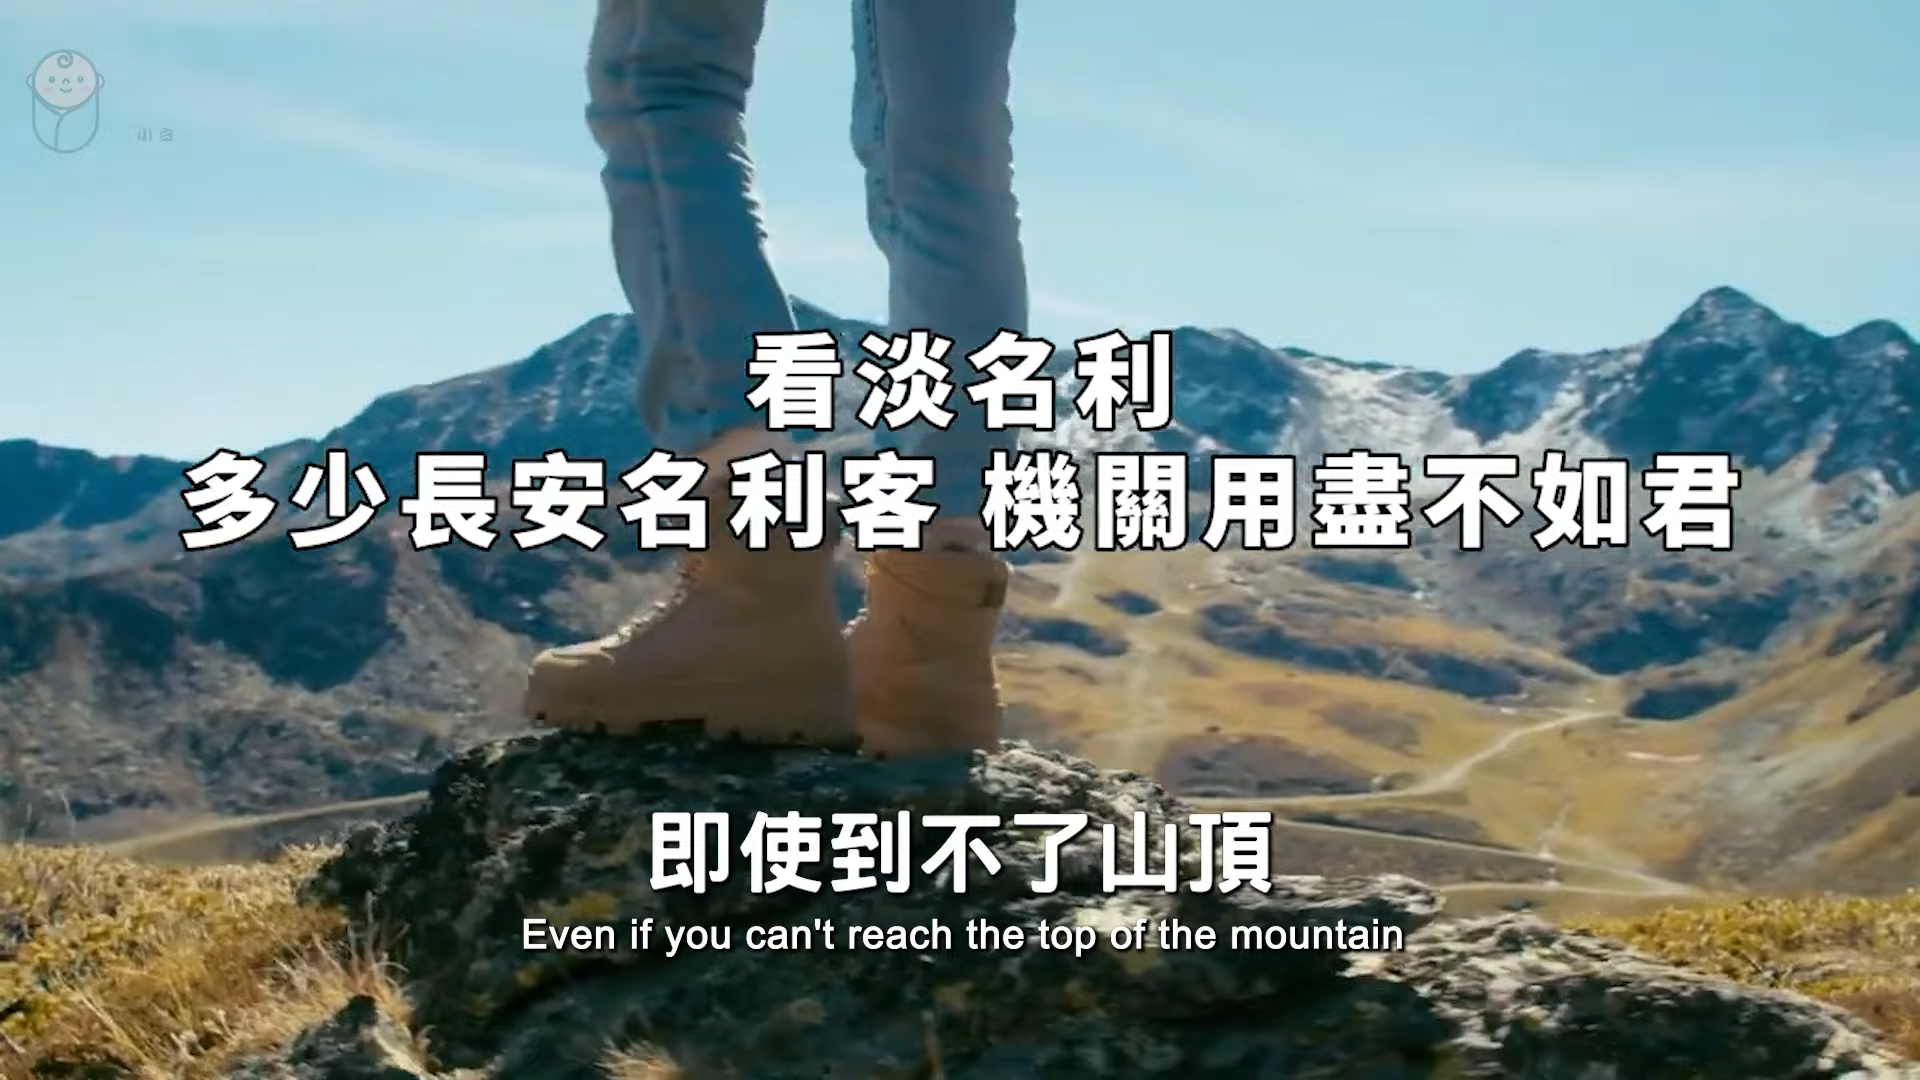 看淡名利
多少長安名利客 機關用盡不如君
即使到不了山頂
Even if you can't reach the top of the mountain